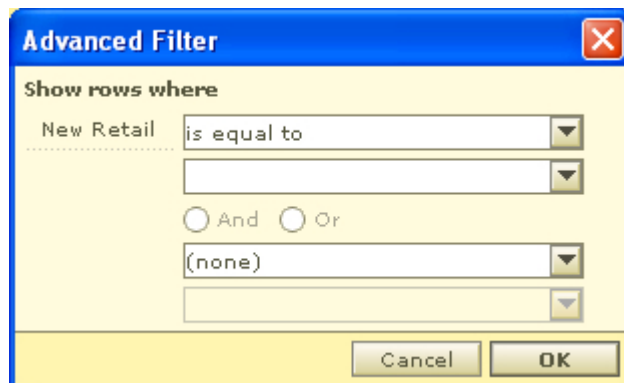 Advanced Filter
Show rows where
New Retail is equal to
And Or
(none)
Cancel OK